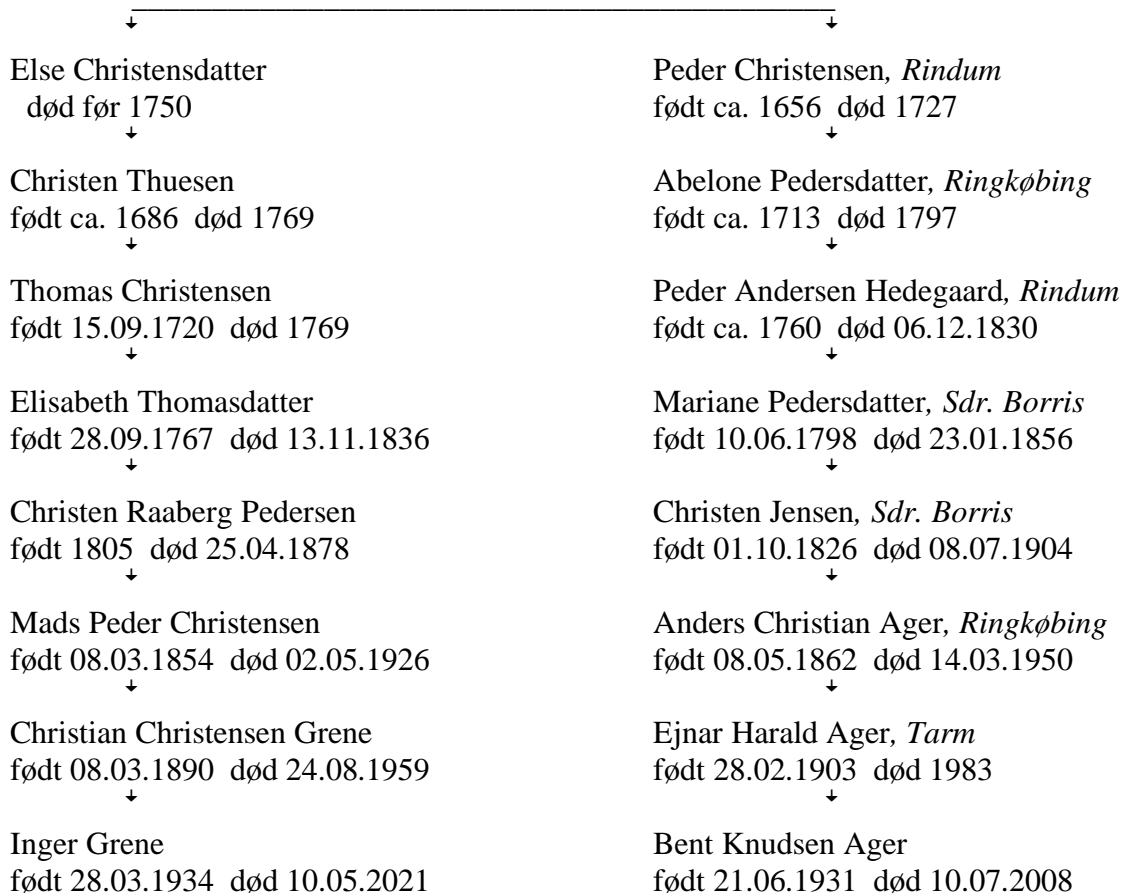 Else Christensdatter
død før 1750
Christen Thuesen
født ca. 1686 død 1769
Thomas Christensen
født 15.09.1720 død 1769
Elisabeth Thomasdatter
født 28.09.1767 død 13.11.1836
Christen Raaberg Pedersen
født 1805 død 25.04.1878
Mads Peder Christensen
født 08.03.1854 død 02.05.1926
Christian Christensen Grene
født 08.03.1890 død 24.08.1959
Inger Grene
født 28.03.1934 død 10.05.2021
Peder Christensen, Rindum
født ca. 1656 død 1727
Abelone Pedersdatter, Ringkøbing
født ca. 1713 død 1797
Peder Andersen Hedegaard, Rindum
født ca. 1760 død 06.12.1830
Mariane Pedersdatter, Sdr. Borris
født 10.06.1798 død 23.01.1856
Christen Jensen, Sdr. Borris
født 01.10.1826 død 08.07.1904
Anders Christian Ager, Ringkøbing
født 08.05.1862 død 14.03.1950
Ejnar Harald Ager, Tarm
født 28.02.1903 død 1983
Bent Knudsen Ager
født 21.06.1931 død 10.07.2008